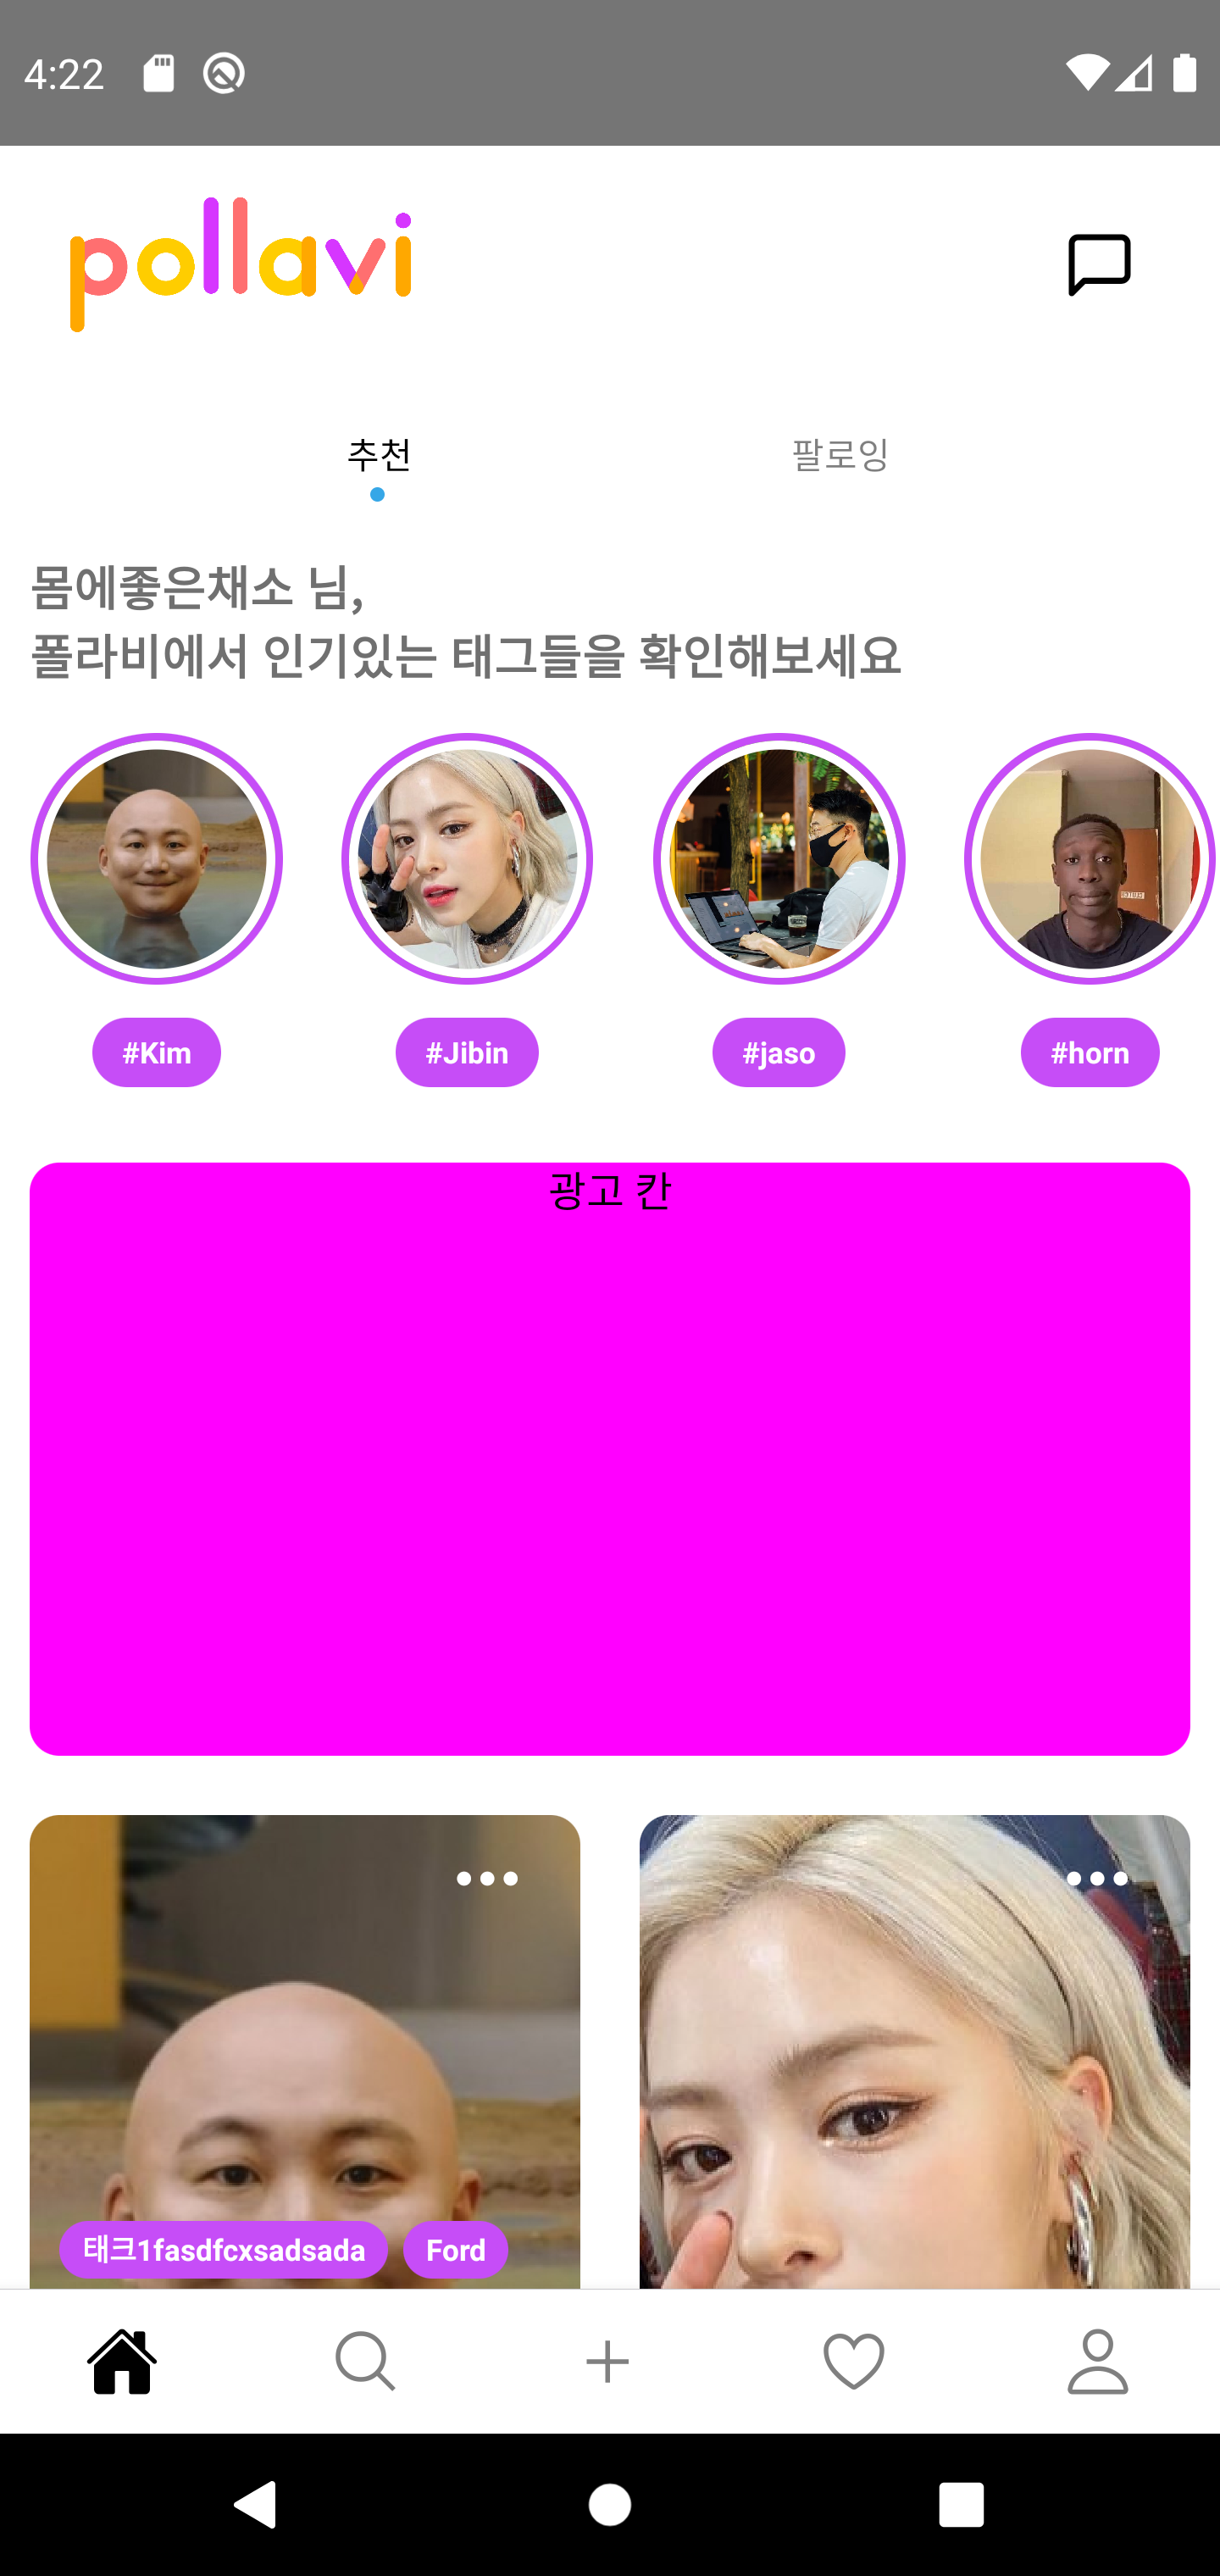 4:22
pollavi
추천
팔로잉
몸에좋은채소 님,
폴라비에서 인기있는 태그들을 확인해보세요
#Kim
#Jibin
#jaso
#horn
광고 칸
태크1fasdfcxsadsada
Ford